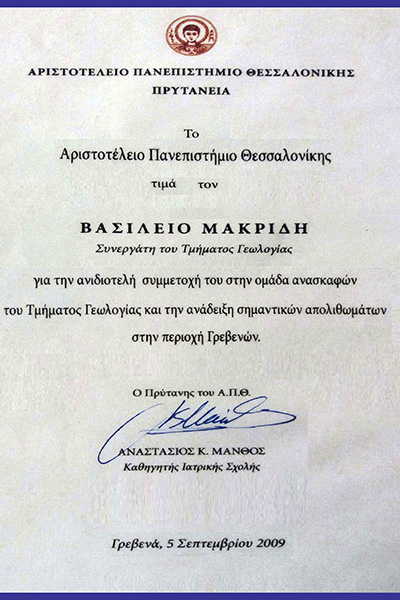 ΑΡΙΣΤΟΤΕΛΕΙΟ ΠΑΝΕΠΙΣΤΗΜΙΟ ΘΕΣΣΑΛΟΝΙΚΗΣ
ΠΡΥΤΑΝΕΙΑ
Το
Αριστοτέλειο Πανεπιστήμιο Θεσσαλονίκης
τιμά τον
ΒΑΣΙΛΕΙΟ ΜΑΚΡΙΔΗ
Συνεργάτη του Τμήματος Γεωλογίας
για την ανιδιοτελή συμμετοχή του στην ομάδα ανασκαφών
του Τμήματος Γεωλογίας και την ανάδειξη σημαντικών απολιθωμάτων
στην περιοχή Γρεβενών.
Ο Πρύτανης του Α.Π.Θ.
ΑΝΑΣΤΑΣΙΟΣ Κ. ΜΑΝΘΟΣ
Καθηγητής Ιατρικής Σχολής
Γρεβενά, 5 Σεπτεμβρίου 2009